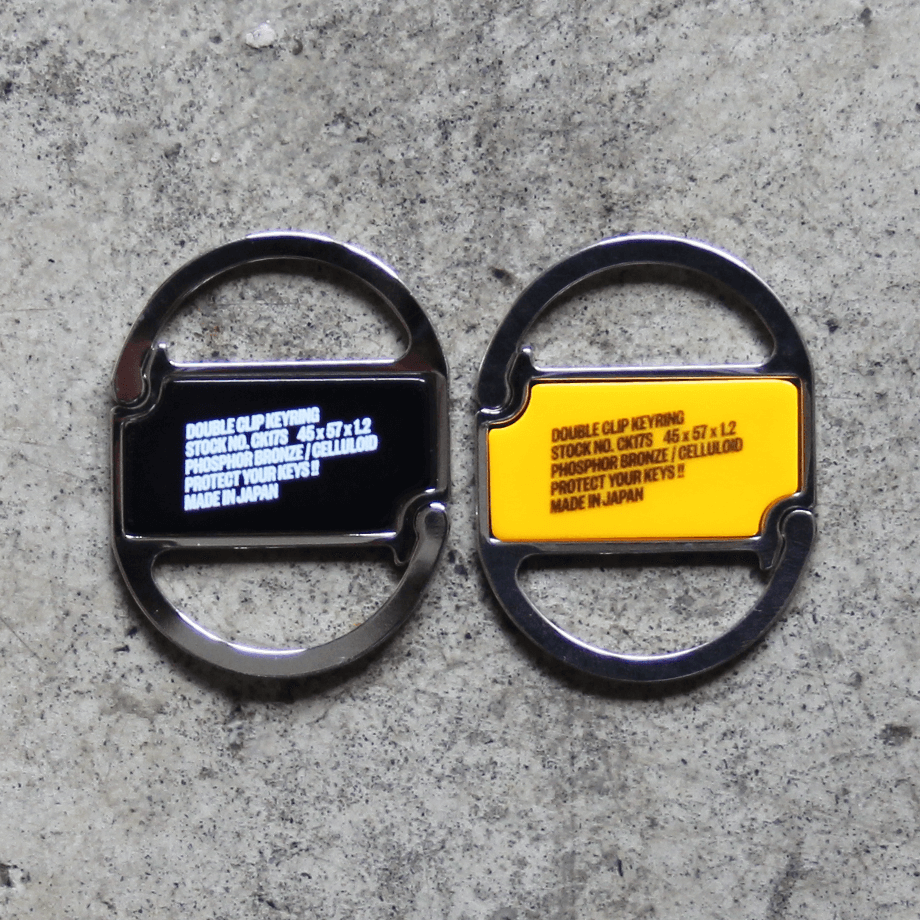 DOUBLE CLIP KEYRING
STOCK NO. CK17S 45 x 57 x 1.2
PHOSPHOR BRONZE / CELLULOID
PROTECT YOUR KEYS !!
MADE IN JAPAN
DOUBLE CLIP KEYRING
STOCK NO. CK17S 45 x 57 x 1.2
PHOSPHOR BRONZE / CELLULOID
PROTECT YOUR KEYS !!
MADE IN JAPAN